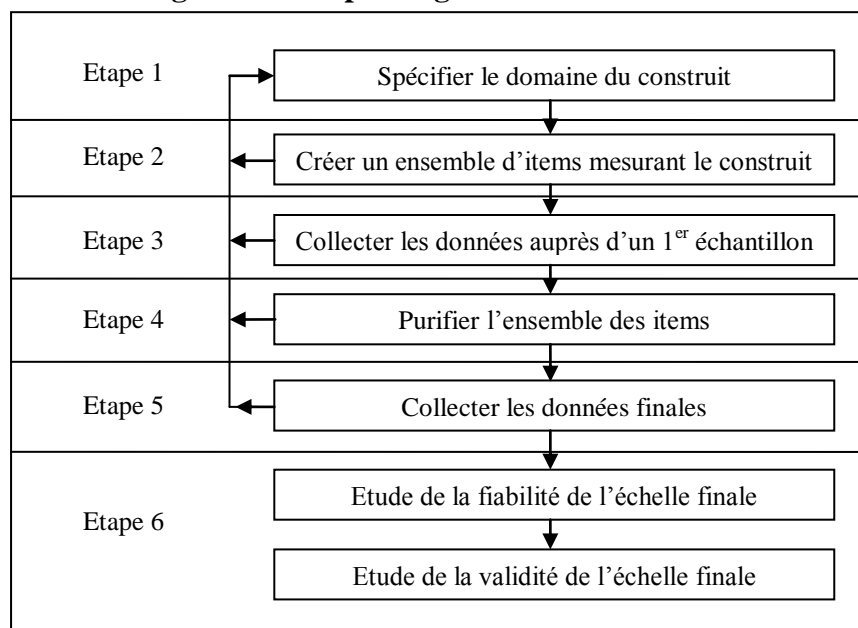 Etape 1
Spécifier le domaine du construit
Etape 2
Créer un ensemble d’items mesurant le construit
Etape 3
Collecter les données auprès d’un 1er échantillon
Etape 4
Purifier l’ensemble des items
Etape 5
Collecter les données finales
Etape 6
Etude de la fiabilité de l’échelle finale
Etude de la validité de l’échelle finale